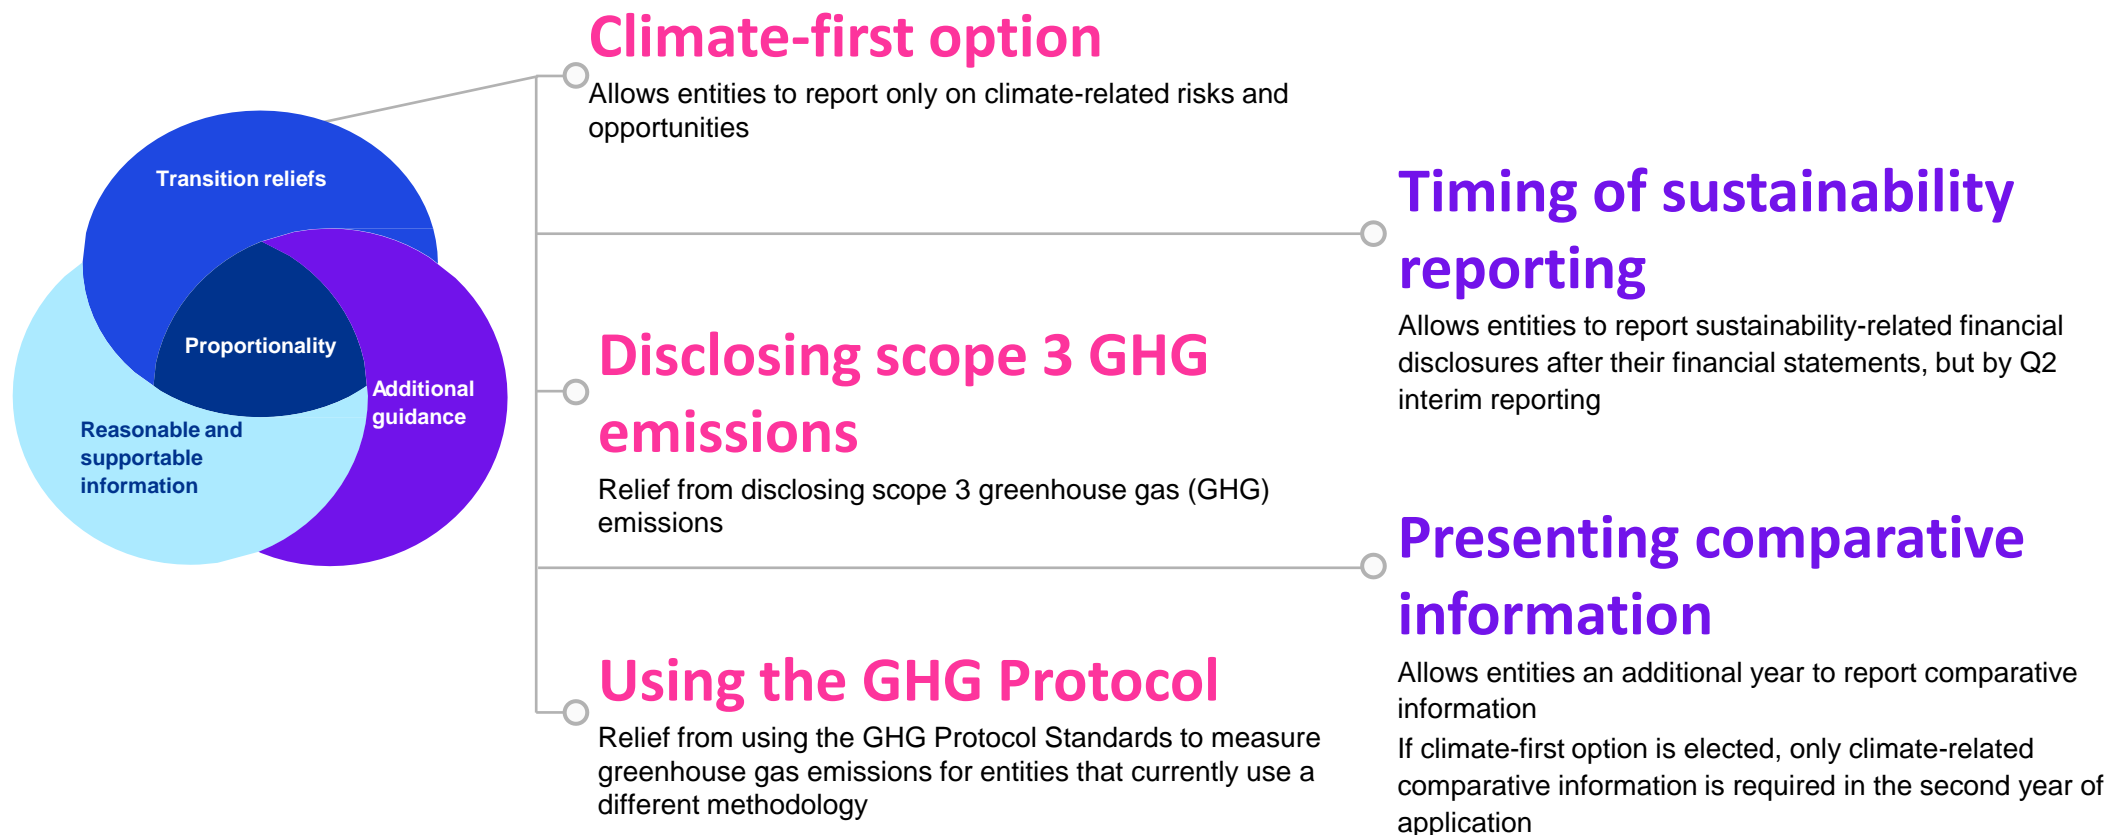 Climate-first option
Allows entities to report only on climate-related risks and
opportunities
Transition reliefs
Proportionality
Additional
guidance
Reasonable and
supportable
information
Timing of sustainability
reporting
Allows entities to report sustainability-related financial
disclosures after their financial statements, but by Q2
interim reporting
Disclosing scope 3 GHG
emissions
Relief from disclosing scope 3 greenhouse gas (GHG)
emissions
Presenting comparative
information
Allows entities an additional year to report comparative
information
If climate-first option is elected, only climate-related
comparative information is required in the second year of
application
Using the GHG Protocol
Relief from using the GHG Protocol Standards to measure
greenhouse gas emissions for entities that currently use a
different methodology